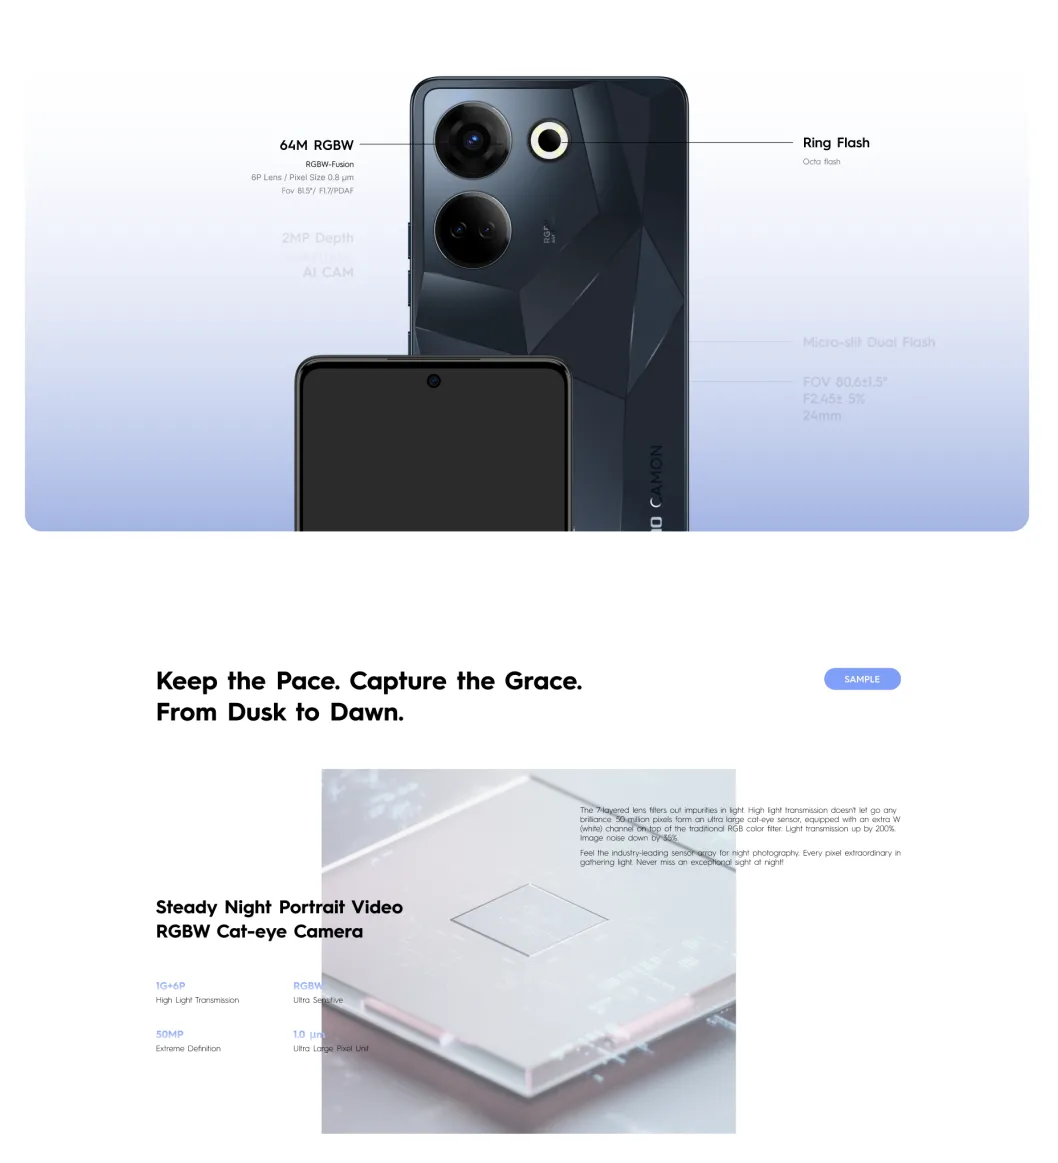 64M RGBW
RGBW-Fusion
6P Lens / Pixel Size 0.8 μm
Fov 81.5°/ F1.7/PDAF
Ring Flash
Octa flash
2MP Depth
AI CAM
RGB
Micro-slit Dual Flash
FOV 80.6±1.5°
F2.45± 5%
24mm
CAMON
Keep the Pace. Capture the Grace.
From Dusk to Dawn.
SAMPLE
The 7-layered lens filters out impurities in light. High light transmission doesn't let go any
brilliance. 50 million pixels form an ultra large cat-eye sensor, equipped with an extra W
(white) channel on top of the traditional RGB color filter. Light transmission up by 200%.
Image noise down by 35%
Feel the industry-leading sensor array for night photography. Every pixel extraordinary in
gathering light. Never miss an exceptional sight at night!
Steady Night Portrait Video
RGBW Cat-eye Camera
1G+6P
High Light Transmission
RGBW
Ultra Sensitive
50MP
Extreme Definition
1.0 μm
Ultra Large Pixel Unit